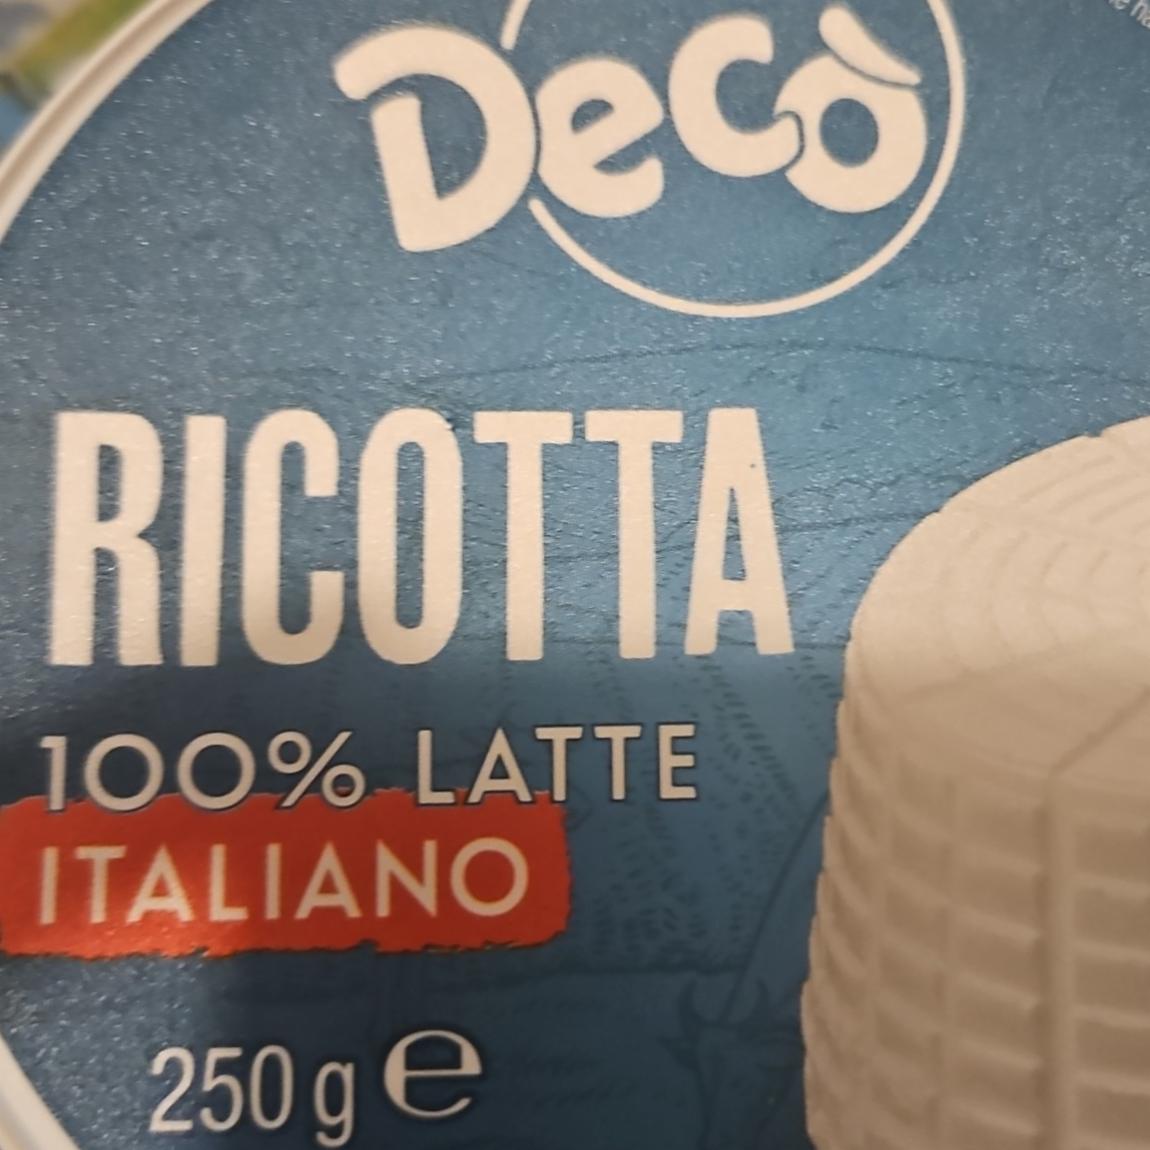 Decò
RICOTTA
100% LATTE
ITALIANO
250 g e